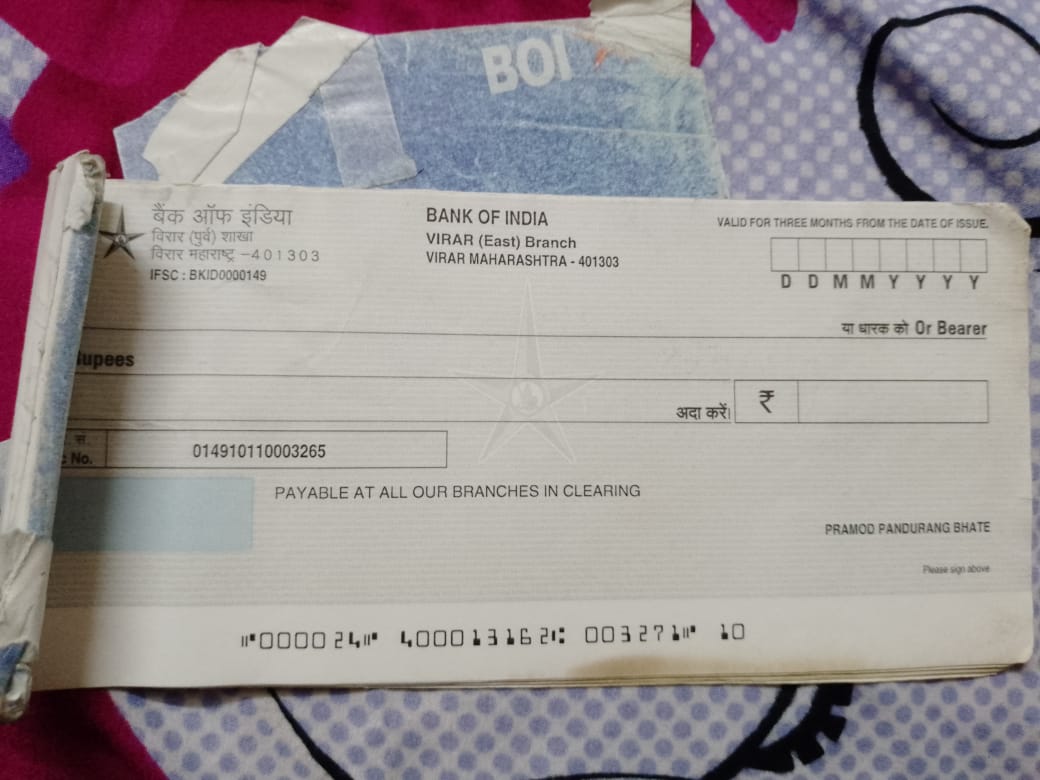 BOI
बैंक ऑफ इंडिया
विरार (पुर्व) शाखा
विरार महाराष्ट्र -401303
IFSC : BKID0000149
BANK OF INDIA
VIRAR (East) Branch
VIRAR MAHARASHTRA - 401303
VALID FOR THREE MONTHS FROM THE DATE OF ISSUE.
D D M M Y Y Y Y
या धारक को Or Bearer
upees
अदा करें।
₹
सं.
c No.
014910110003265
PAYABLE AT ALL OUR BRANCHES IN CLEARING
PRAMOD PANDURANG BHATE
Please sign above
⑈000024⑈ 400013162⑆ 003271⑈ 10